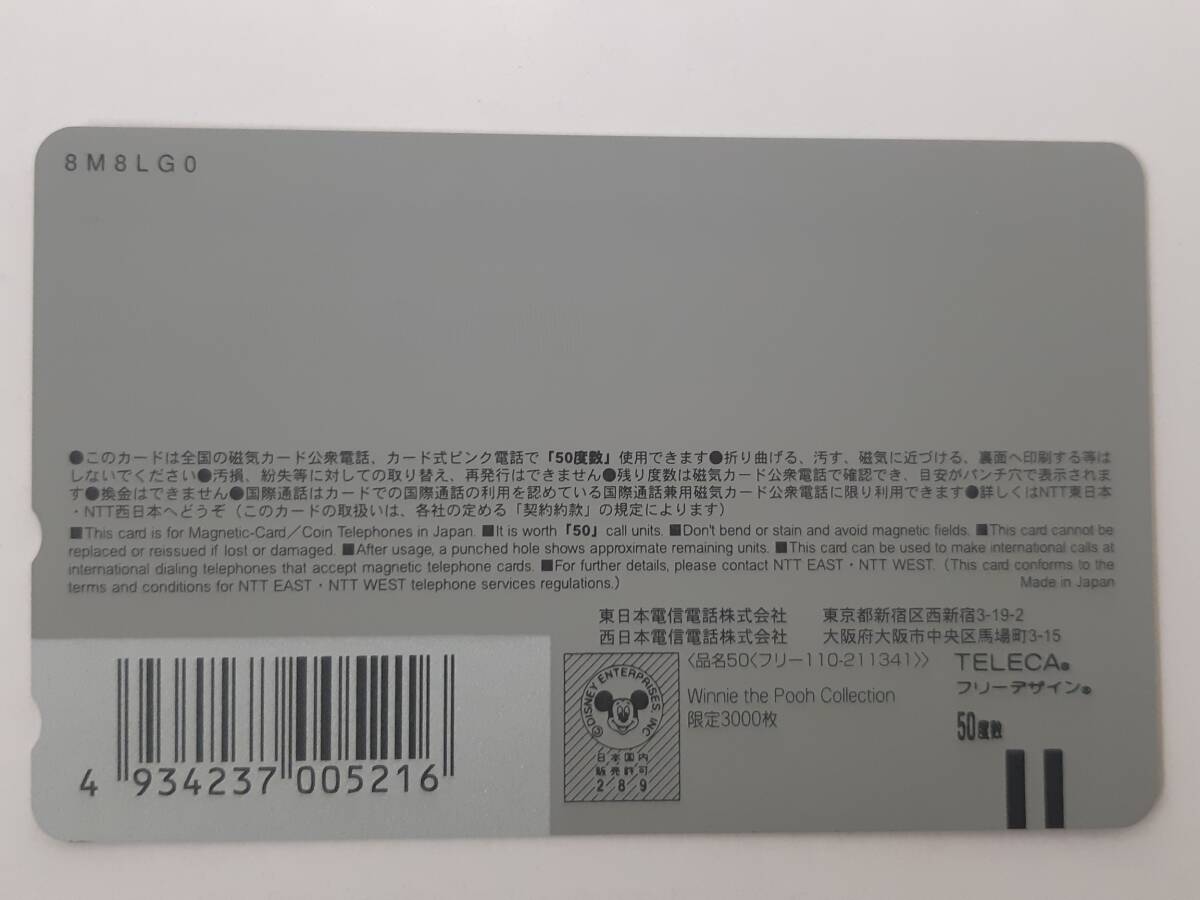 8M8LG0
●このカードは全国の磁気カード公衆電話、カード式ピンク電話で「50度数」使用できます●折り曲げる、汚す、磁気に近づける、裏面へ印刷する等は
しないでください●汚損、紛失等に対しての取り替え、再発行はできません●残り度数は磁気カード公衆電話で確認でき、目安がパンチ穴で表示されま
す●換金はできません●国際通話はカードでの国際通話の利用を認めている国際通話兼用磁気カード公衆電話に限り利用できます●詳しくはNTT東日本
・NTT西日本へどうぞ（このカードの取扱いは、各社の定める「契約約款」の規定によります）
■This card is for Magnetic-Card／Coin Telephones in Japan. ■It is worth「50」call units. ■Don't bend or stain and avoid magnetic fields. ■This card cannot be
replaced or reissued if lost or damaged. ■After usage, a punched hole shows approximate remaining units. ■This card can be used to make international calls at
international dialing telephones that accept magnetic telephone cards. ■For further details, please contact NTT EAST・NTT WEST. (This card conforms to the
terms and conditions for NTT EAST・NTT WEST telephone services regulations.) Made in Japan
東日本電信電話株式会社 東京都新宿区西新宿3-19-2
西日本電信電話株式会社 大阪府大阪市中央区馬場町3-15
〈品名50〈フリー110-211341〉〉
Winnie the Pooh Collection
限定3000枚
TELECA®
フリーデザイン®
50度数
©DISNEY ENTERPRISES, INC
日本国内
販売許可
289
4 934237 005216